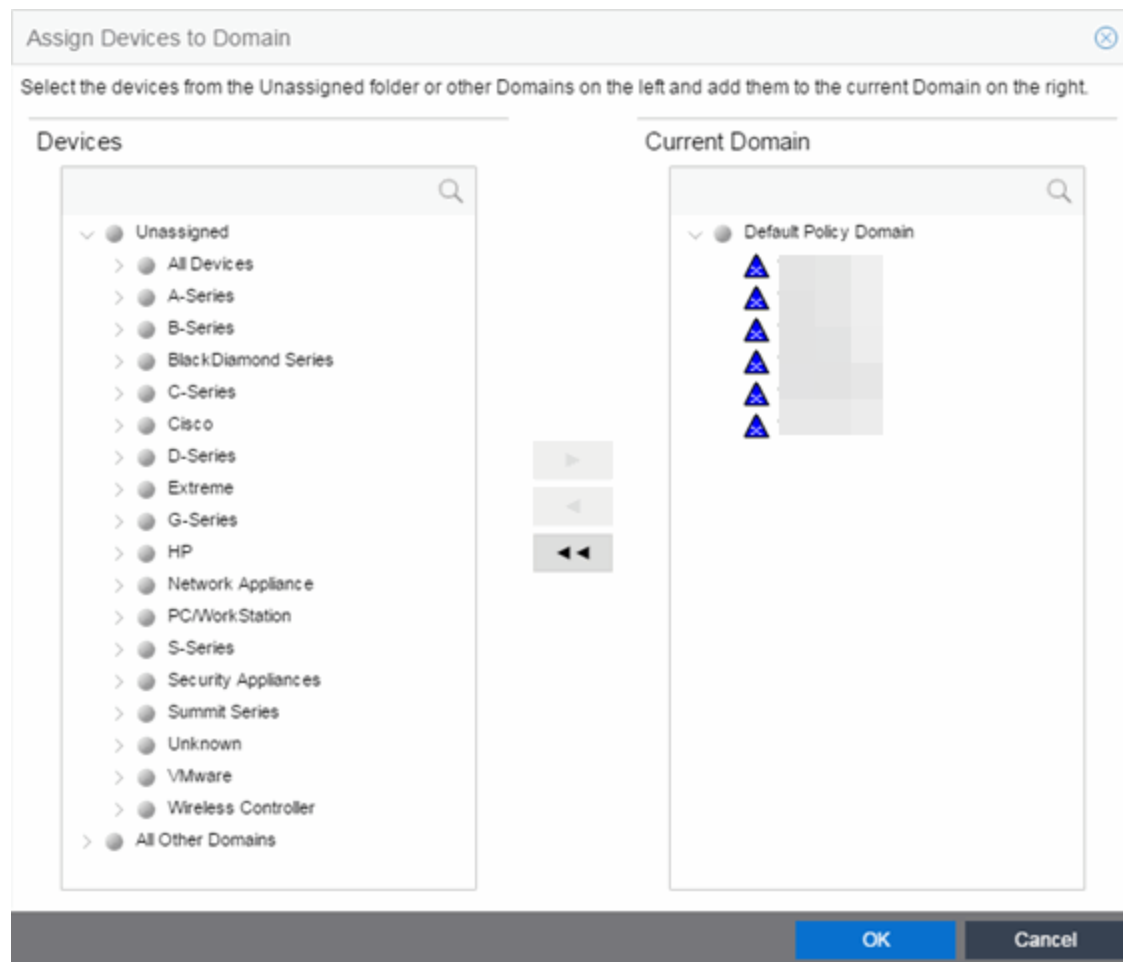 Assign Devices to Domain
Select the devices from the Unassigned folder or other Domains on the left and add them to the current Domain on the right.
Devices
Unassigned
All Devices
A-Series
B-Series
BlackDiamond Series
C-Series
Cisco
D-Series
Extreme
G-Series
HP
Network Appliance
PC/WorkStation
S-Series
Security Appliances
Summit Series
Unknown
VMware
Wireless Controller
All Other Domains
Current Domain
Default Policy Domain
OK
Cancel